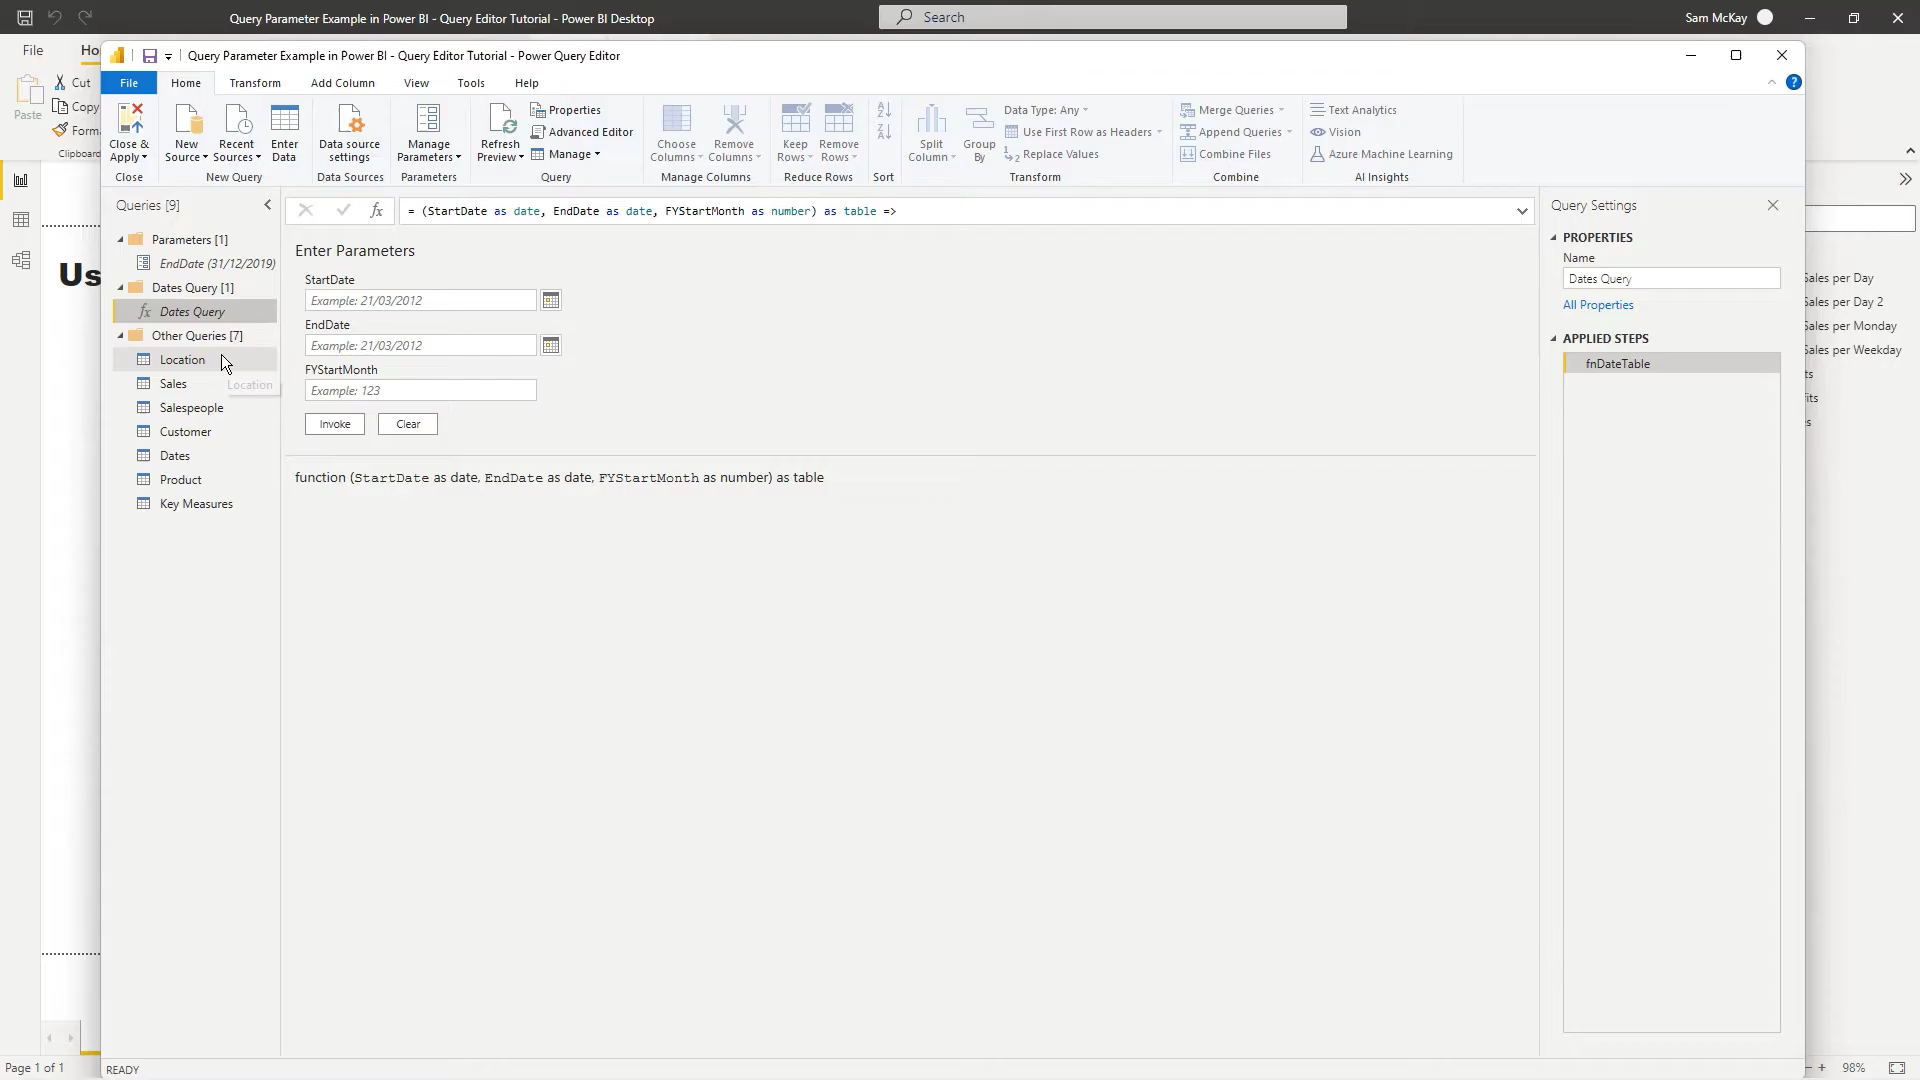 Query Parameter Example in Power BI - Query Editor Tutorial - Power BI Desktop
Search
Sam McKay
File
Ho
Query Parameter Example in Power BI - Query Editor Tutorial - Power Query Editor
File
Home
Transform
Add Column
View
Tools
Help
Paste
Cut
Copy
Forma
Clipboard
Close &
Apply
Close
New
Source
Recent
Sources
Enter
Data
New Query
Data source
settings
Data Sources
Manage
Parameters
Parameters
Refresh
Preview
Properties
Advanced Editor
Manage
Query
Choose
Columns
Remove
Columns
Manage Columns
Keep
Rows
Remove
Rows
Reduce Rows
Sort
Split
Column
Group
By
Data Type: Any
Use First Row as Headers
Replace Values
Transform
Merge Queries
Append Queries
Combine Files
Combine
Text Analytics
Vision
Azure Machine Learning
AI Insights
Queries [9]
Parameters [1]
EndDate (31/12/2019)
Dates Query [1]
fx Dates Query
Other Queries [7]
Location
Sales
Location
Salespeople
Customer
Dates
Product
Key Measures
fx
= (StartDate as date, EndDate as date, FYStartMonth as number) as table =>
Enter Parameters
StartDate
Example: 21/03/2012
EndDate
Example: 21/03/2012
FYStartMonth
Example: 123
Invoke
Clear
function (StartDate as date, EndDate as date, FYStartMonth as number) as table
Query Settings
PROPERTIES
Name
Dates Query
All Properties
APPLIED STEPS
fnDateTable
Us
Sales per Day
Sales per Day 2
Sales per Monday
Sales per Weekday
ts
fits
s
Page 1 of 1
READY
98%